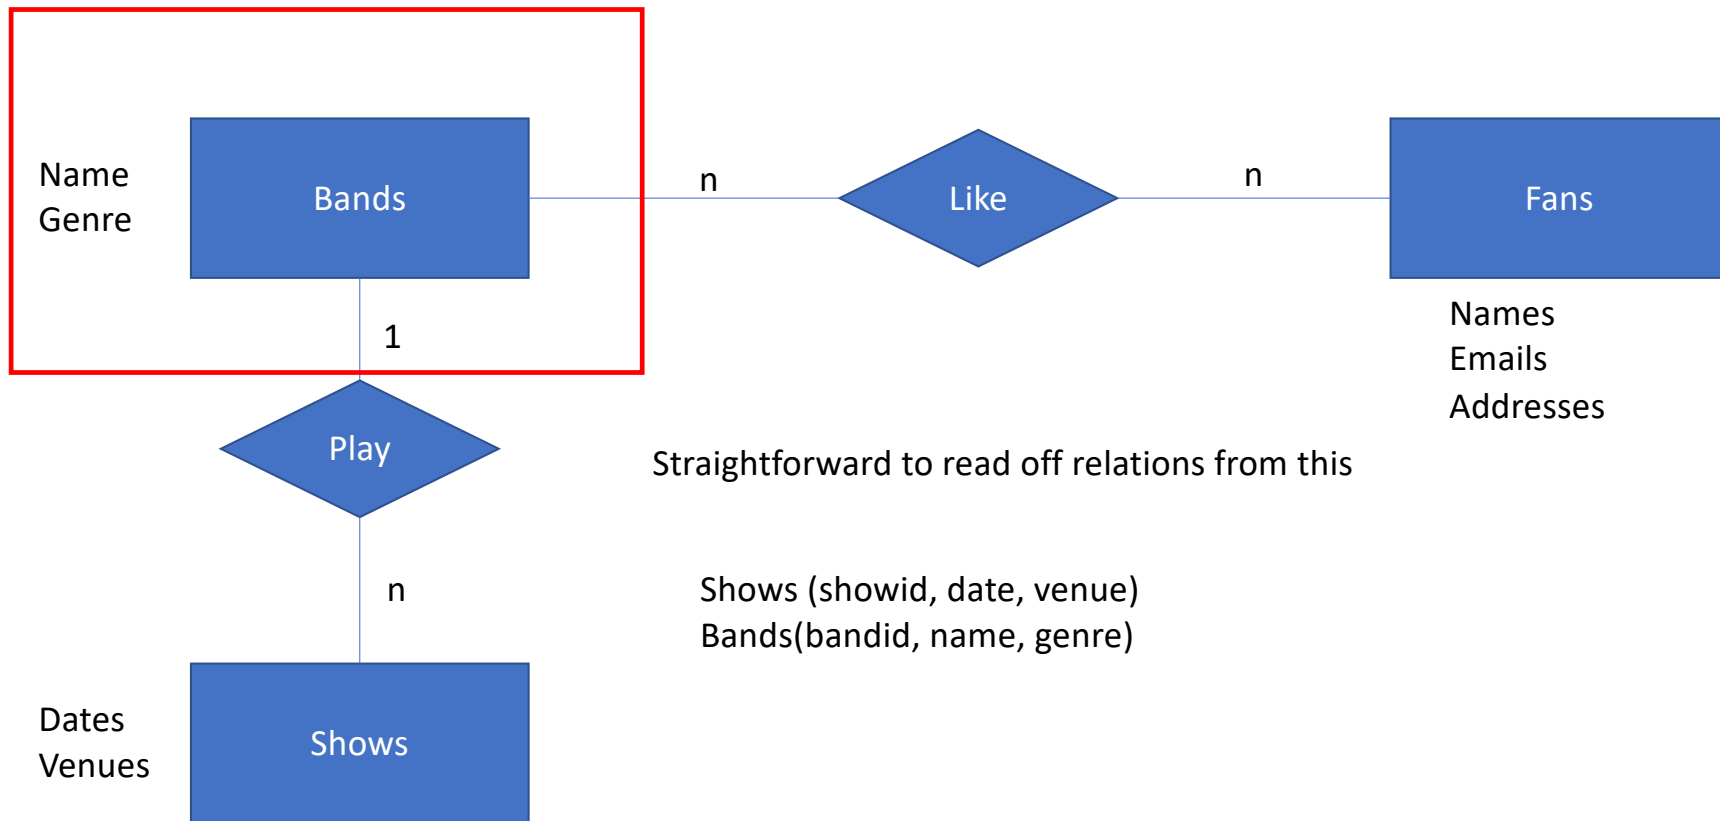 Name
Genre
Bands
n
Like
n
Fans
1
Names
Emails
Addresses
Play
Straightforward to read off relations from this
n
Shows (showid, date, venue)
Bands(bandid, name, genre)
Dates
Venues
Shows